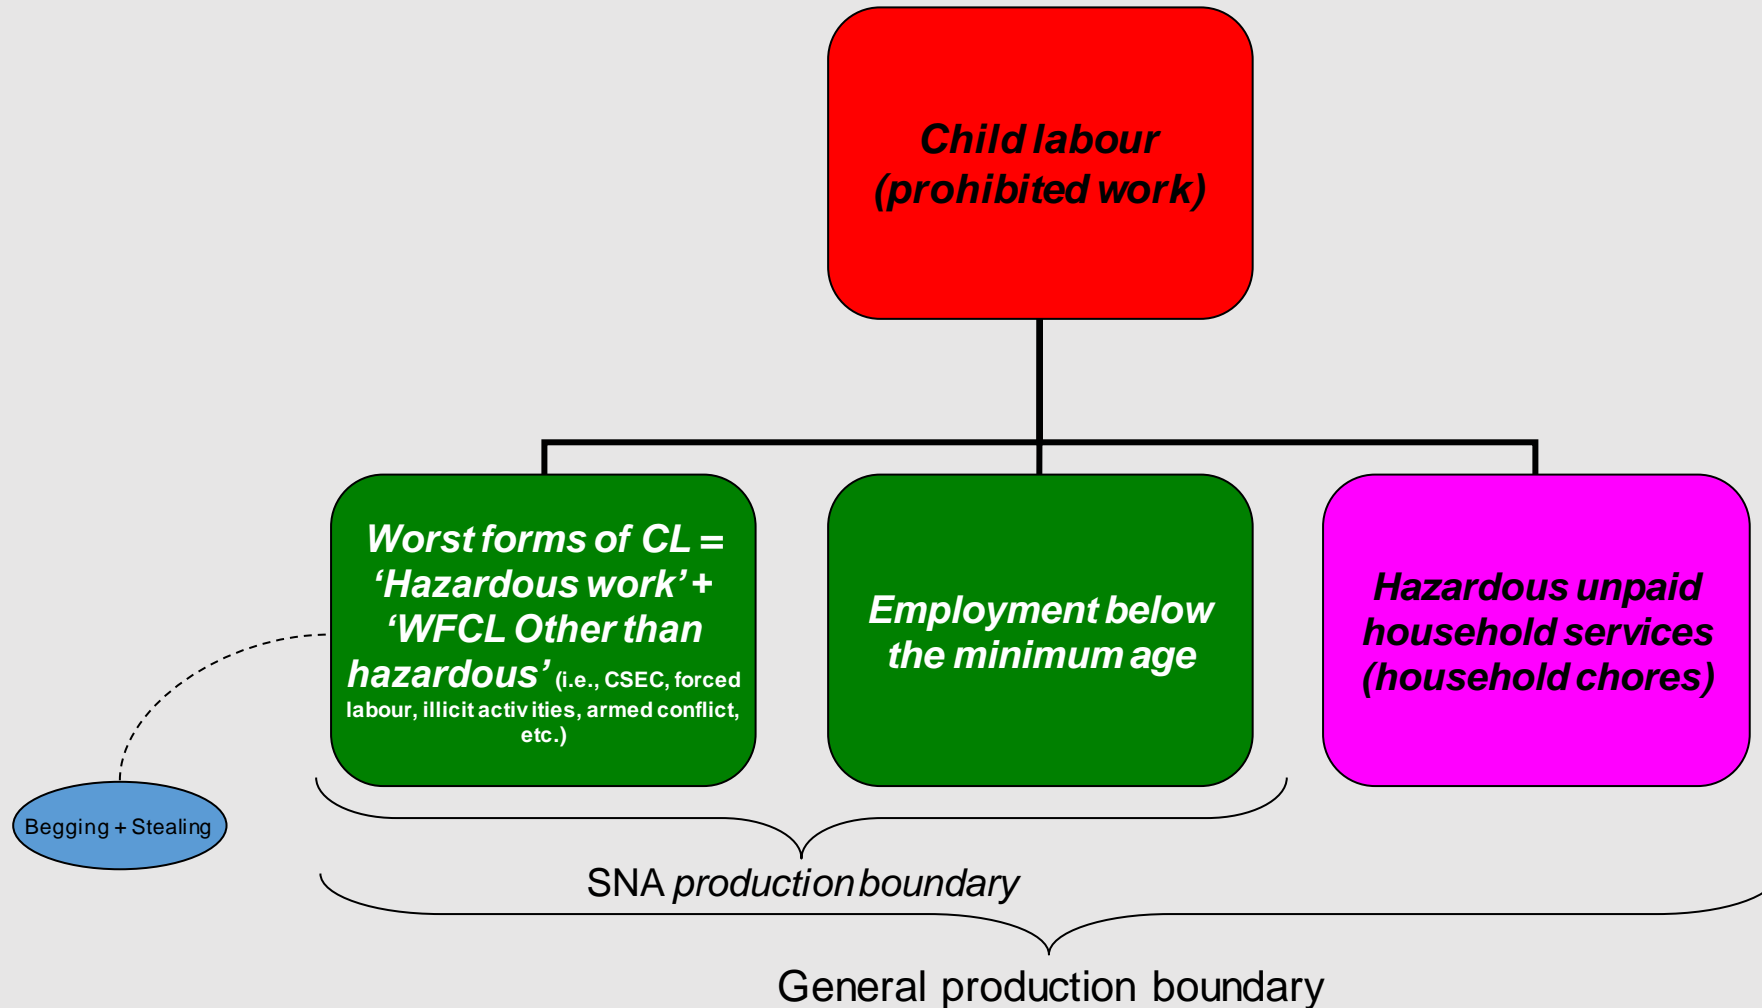 Child labour
(prohibited work)
Worst forms of CL =
‘Hazardous work’ +
‘WFCL Other than
hazardous’ (i.e., CSEC, forced
labour, illicit activities, armed conflict,
etc.)
Employment below
the minimum age
Hazardous unpaid
household services
(household chores)
Begging + Stealing
SNA production boundary
General production boundary